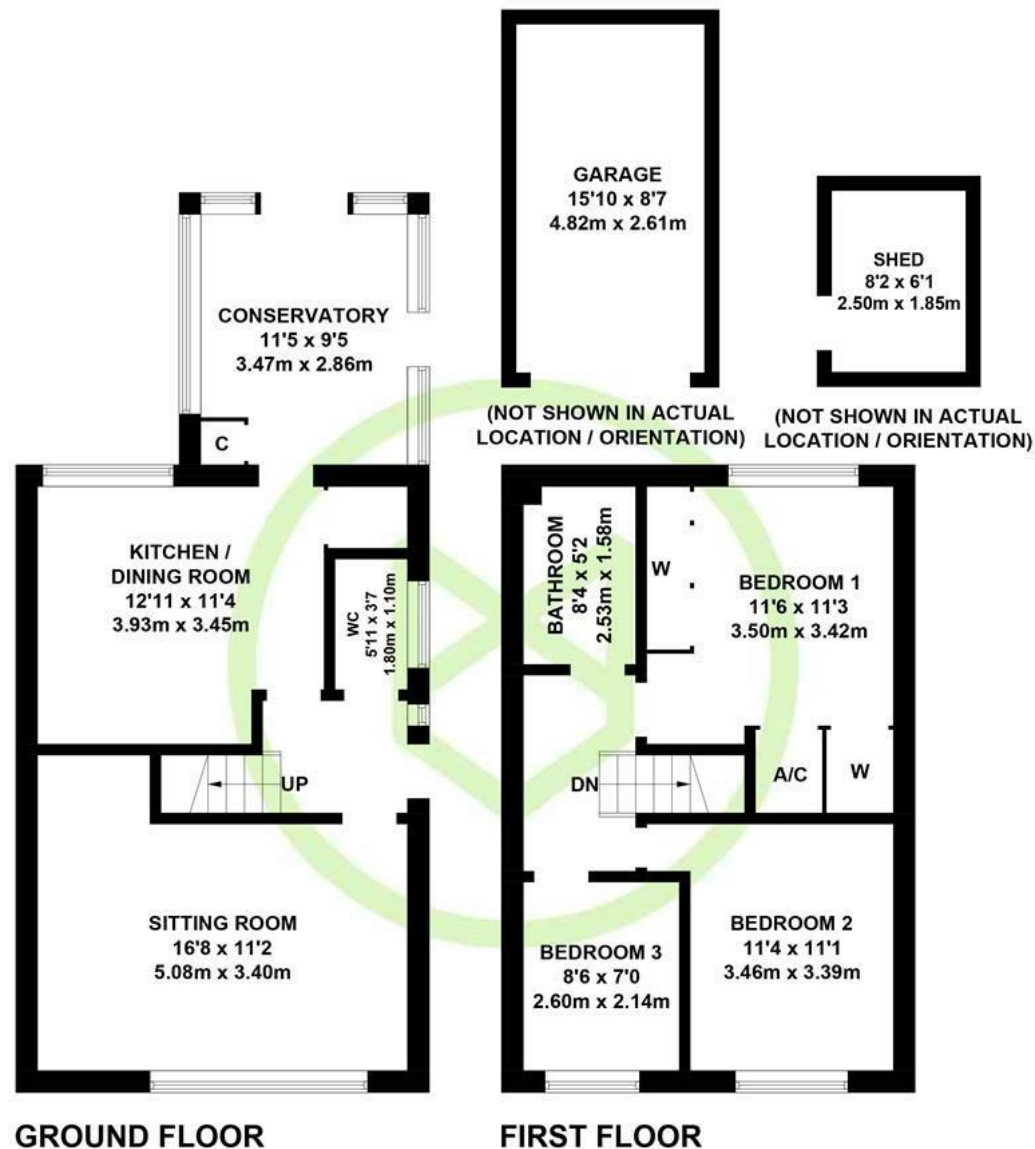 GARAGE
15'10 x 8'7
4.82m x 2.61m
SHED
8'2 x 6'1
2.50m x 1.85m
CONSERVATORY
11'5 x 9'5
3.47m x 2.86m
(NOT SHOWN IN ACTUAL
LOCATION / ORIENTATION)
(NOT SHOWN IN ACTUAL
LOCATION / ORIENTATION)
C
KITCHEN /
DINING ROOM
12'11 x 11'4
3.93m x 3.45m
WC
5'11 x 3'7
1.80m x 1.10m
UP
SITTING ROOM
16'8 x 11'2
5.08m x 3.40m
BATHROOM
8'4 x 5'2
2.53m x 1.58m
W
BEDROOM 1
11'6 x 11'3
3.50m x 3.42m
DN
A/C
W
BEDROOM 3
8'6 x 7'0
2.60m x 2.14m
BEDROOM 2
11'4 x 11'1
3.46m x 3.39m
GROUND FLOOR
FIRST FLOOR